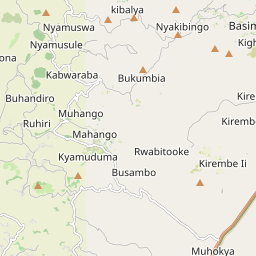 kibalya
Nyamuswa
Nyakibingo
Basim
Nyamusule
Kigh
ona
Kabwaraba
Bukumbia
Buhandiro
Kire
Muhango
Ruhiri
Kiremb
Mahango
Kyamuduma
Rwabitooke
Kirembe Ii
Busambo
Muhokya